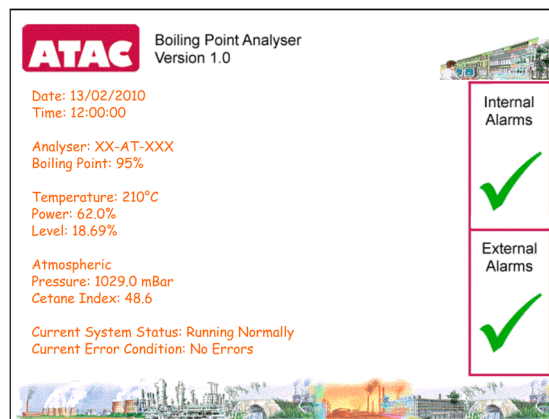 ATAC
Boiling Point Analyser
Version 1.0
Date: 13/02/2010
Time: 12:00:00
Analyser: XX-AT-XXX
Boiling Point: 95%
Temperature: 210°C
Power: 62.0%
Level: 18.69%
Atmospheric
Pressure: 1029.0 mBar
Cetane Index: 48.6
Current System Status: Running Normally
Current Error Condition: No Errors
Internal
Alarms
External
Alarms